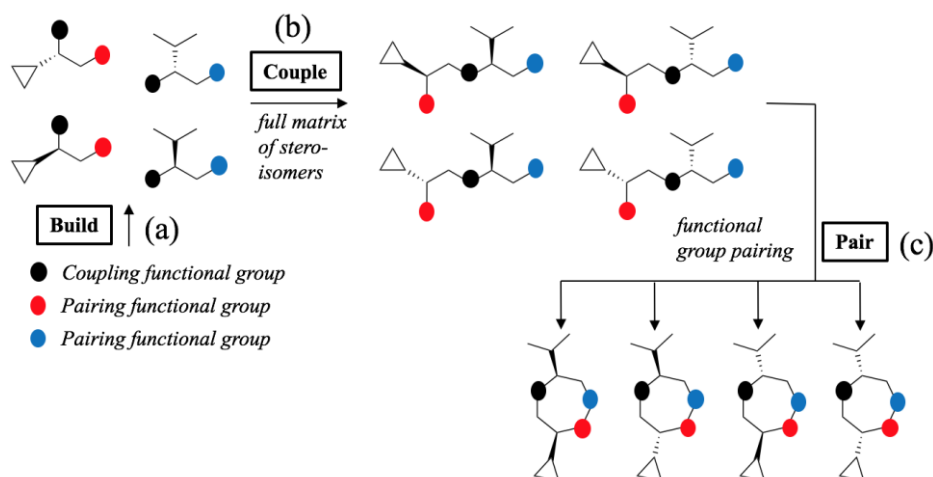 (b)
Couple
full matrix
of stero-
isomers
Build
(a)
Coupling functional group
Pairing functional group
Pairing functional group
functional
group pairing
Pair
(c)